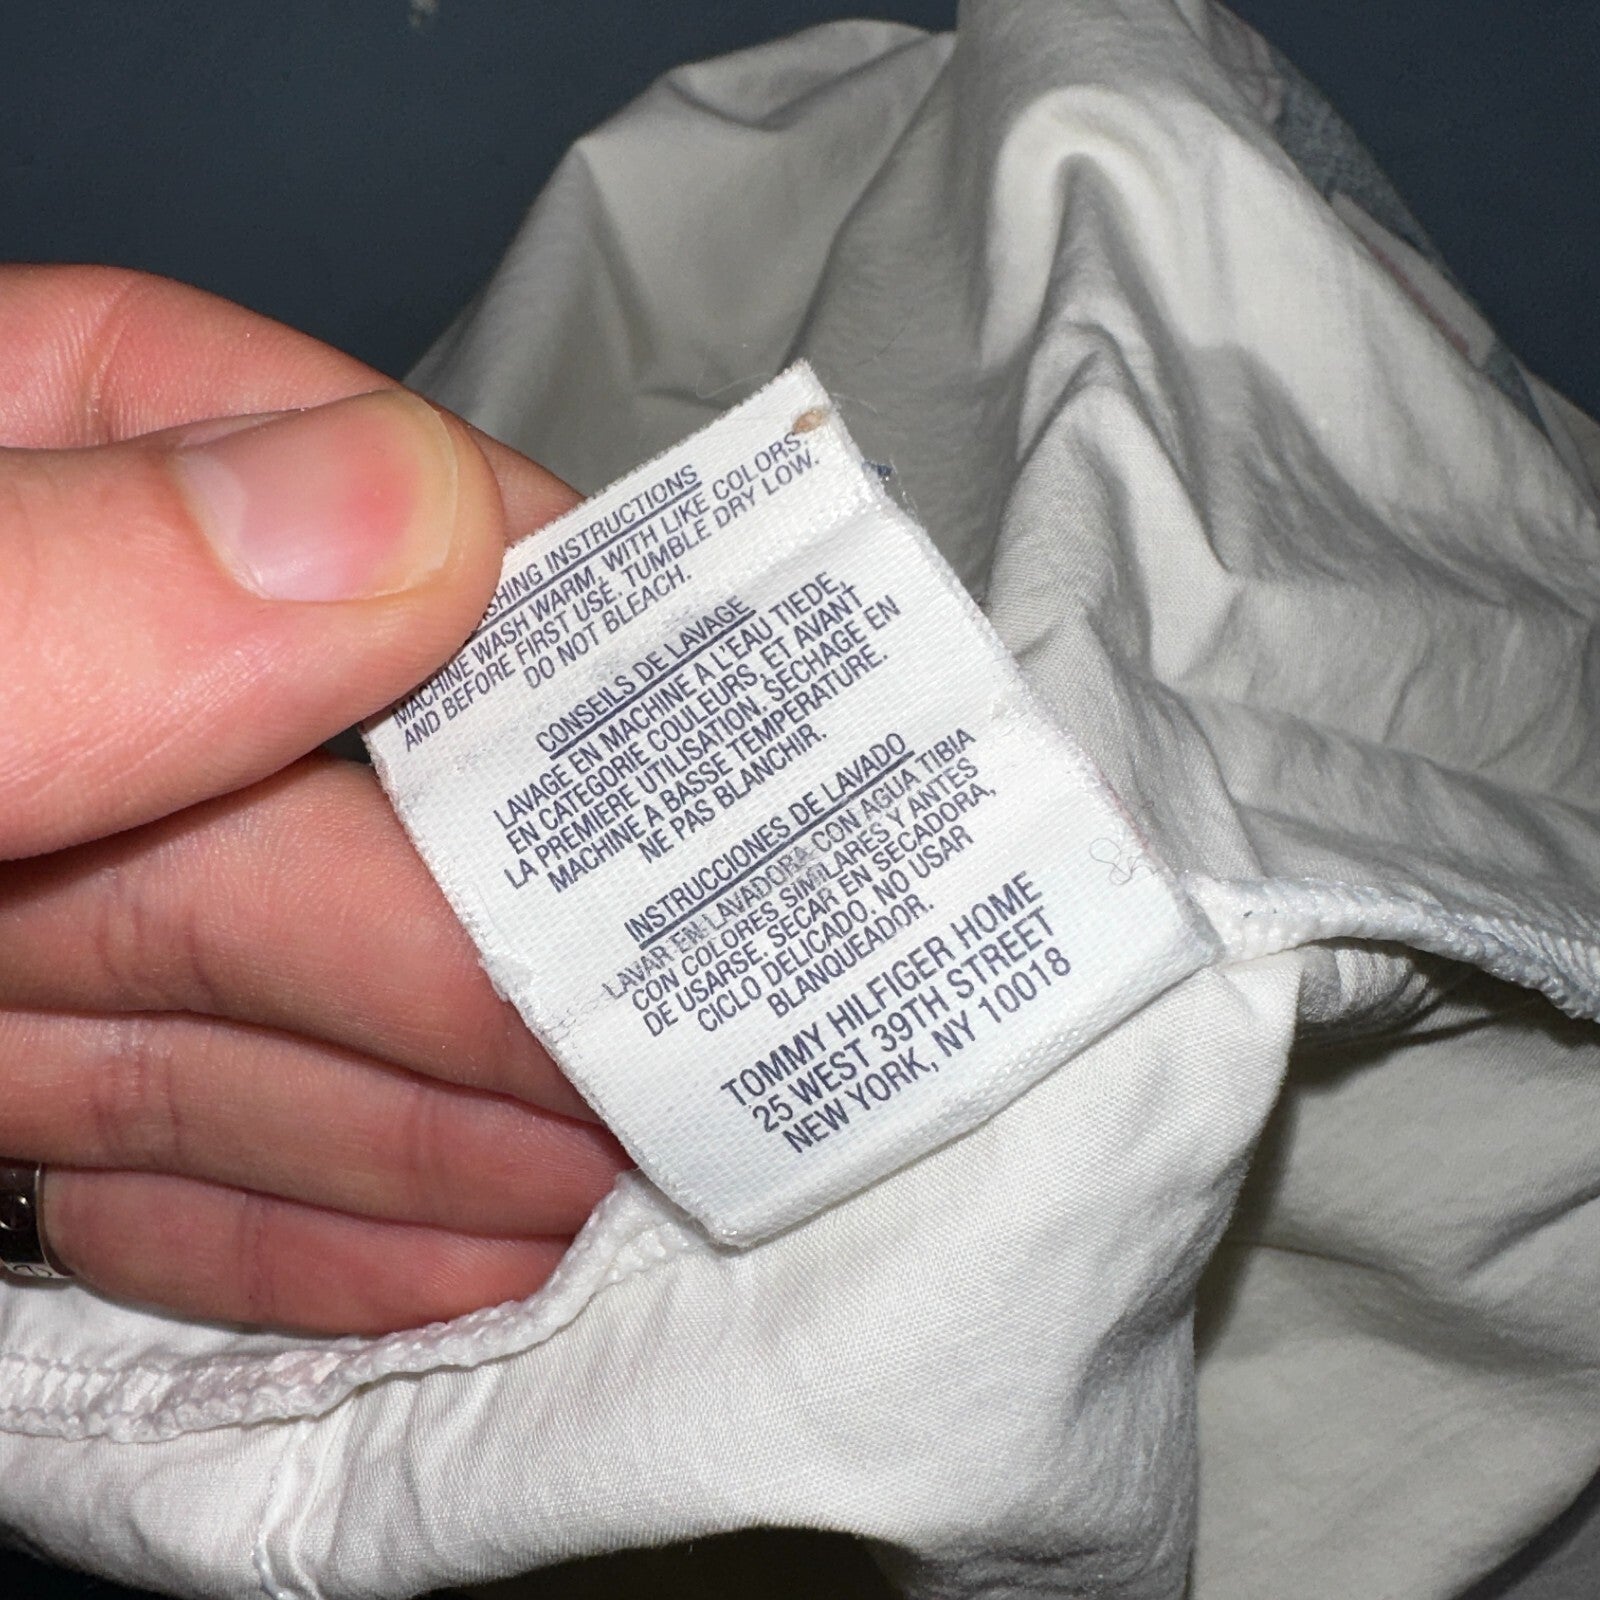 SHING INSTRUCTIONS
MACHINE WASH WARM, WITH LIKE COLORS.
AND BEFORE FIRST USE. TUMBLE DRY LOW.
DO NOT BLEACH.
CONSEILS DE LAVAGE
LAVAGE EN MACHINE A L'EAU TIEDE,
EN CATEGORIE COULEURS, ET AVANT
LA PREMIERE UTILISATION. SECHAGE EN
MACHINE A BASSE TEMPERATURE.
NE PAS BLANCHIR.
INSTRUCCIONES DE LAVADO
LAVAR EN LAVADORA CON AGUA TIBIA
CON COLORES SIMILARES Y ANTES
DE USARSE. SECAR EN SECADORA,
CICLO DELICADO. NO USAR
BLANQUEADOR.
TOMMY HILFIGER HOME
25 WEST 39TH STREET
NEW YORK, NY 10018